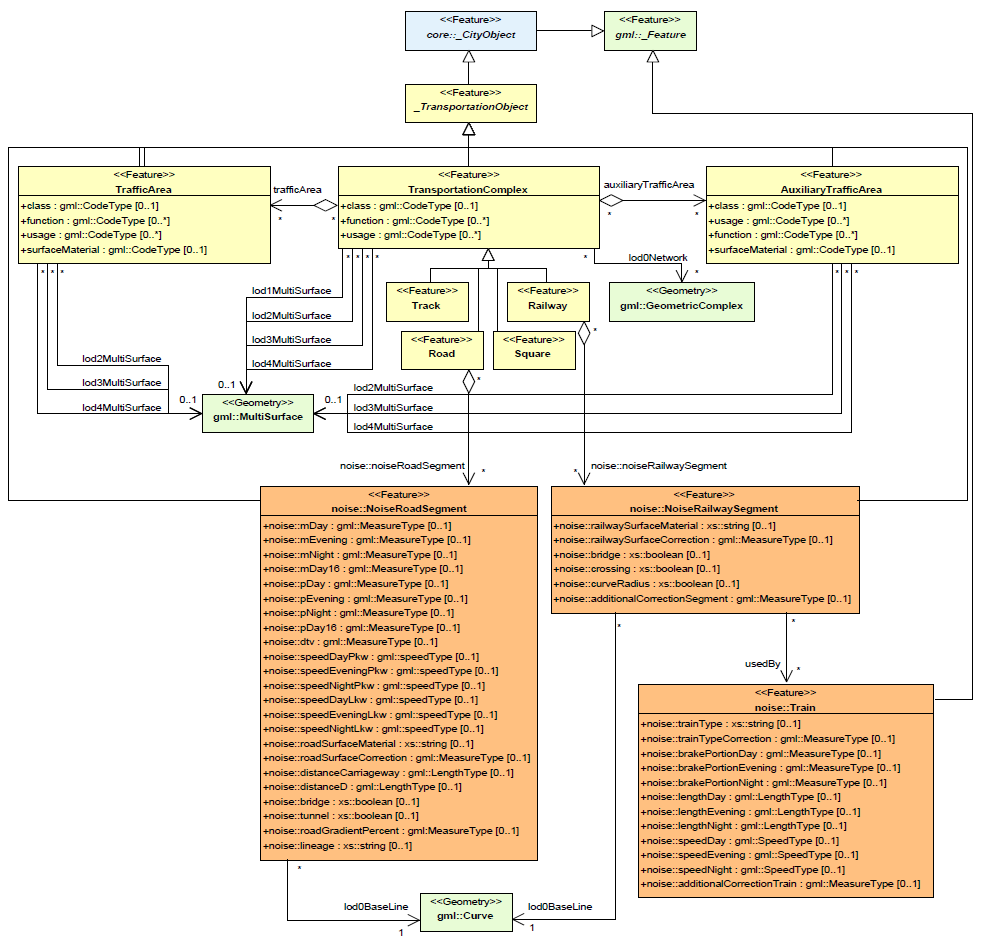 <<Feature>>
core::_CityObject
<<Feature>>
gml::_Feature
<<Feature>>
_TransportationObject
<<Feature>>
TrafficArea
+class : gml::CodeType [0..1]
+function : gml::CodeType [0..*]
+usage : gml::CodeType [0..*]
+surfaceMaterial : gml::CodeType [0..1]
trafficArea
*
*
<<Feature>>
TransportationComplex
+class : gml::CodeType [0..1]
+function : gml::CodeType [0..*]
+usage : gml::CodeType [0..*]
auxiliaryTrafficArea
*
*
<<Feature>>
AuxiliaryTrafficArea
+class : gml::CodeType [0..1]
+usage : gml::CodeType [0..*]
+function : gml::CodeType [0..*]
+surfaceMaterial : gml::CodeType [0..1]
* * *
* * * *
*
lod0Network
*
* * *
<<Feature>>
Track
<<Feature>>
Railway
<<Geometry>>
gml::GeometricComplex
lod1MultiSurface
lod2MultiSurface
lod3MultiSurface
lod4MultiSurface
<<Feature>>
Road
<<Feature>>
Square
*
*
lod2MultiSurface
lod3MultiSurface
lod4MultiSurface
0..1
0..1
0..1
<<Geometry>>
gml::MultiSurface
lod2MultiSurface
lod3MultiSurface
lod4MultiSurface
noise::noiseRoadSegment
*
*
noise::noiseRailwaySegment
<<Feature>>
noise::NoiseRoadSegment
+noise::mDay : gml::MeasureType [0..1]
+noise::mEvening : gml::MeasureType [0..1]
+noise::mNight : gml::MeasureType [0..1]
+noise::mDay16 : gml::MeasureType [0..1]
+noise::pDay : gml::MeasureType [0..1]
+noise::pEvening : gml::MeasureType [0..1]
+noise::pNight : gml::MeasureType [0..1]
+noise::pDay16 : gml::MeasureType [0..1]
+noise::dtv : gml::MeasureType [0..1]
+noise::speedDayPkw : gml::speedType [0..1]
+noise::speedEveningPkw : gml::speedType [0..1]
+noise::speedNightPkw : gml::speedType [0..1]
+noise::speedDayLkw : gml::speedType [0..1]
+noise::speedEveningLkw : gml::speedType [0..1]
+noise::speedNightLkw : gml::speedType [0..1]
+noise::roadSurfaceMaterial : xs::string [0..1]
+noise::roadSurfaceCorrection : gml::MeasureType [0..1]
+noise::distanceCarriageway : gml::LengthType [0..1]
+noise::distanceD : gml::LengthType [0..1]
+noise::bridge : xs::boolean [0..1]
+noise::tunnel : xs::boolean [0..1]
+noise::roadGradientPercent : gml:MeasureType [0..1]
+noise::lineage : xs::string [0..1]
<<Feature>>
noise::NoiseRailwaySegment
+noise::railwaySurfaceMaterial : xs::string [0..1]
+noise::railwaySurfaceCorrection : gml::MeasureType [0..1]
+noise::bridge : xs::boolean [0..1]
+noise::crossing : xs::boolean [0..1]
+noise::curveRadius : xs::boolean [0..1]
+noise::additionalCorrectionSegment : gml::MeasureType [0..1]
*
*
usedBy
*
<<Feature>>
noise::Train
+noise::trainType : xs::string [0..1]
+noise::trainTypeCorrection : gml::MeasureType [0..1]
+noise::brakePortionDay : gml::MeasureType [0..1]
+noise::brakePortionEvening : gml::MeasureType [0..1]
+noise::brakePortionNight : gml::MeasureType [0..1]
+noise::lengthDay : gml::LengthType [0..1]
+noise::lengthEvening : gml::LengthType [0..1]
+noise::lengthNight : gml::LengthType [0..1]
+noise::speedDay : gml::SpeedType [0..1]
+noise::speedEvening : gml::SpeedType [0..1]
+noise::speedNight : gml::SpeedType [0..1]
+noise::additionalCorrectionTrain : gml::MeasureType [0..1]
*
lod0BaseLine
1
<<Geometry>>
gml::Curve
lod0BaseLine
1